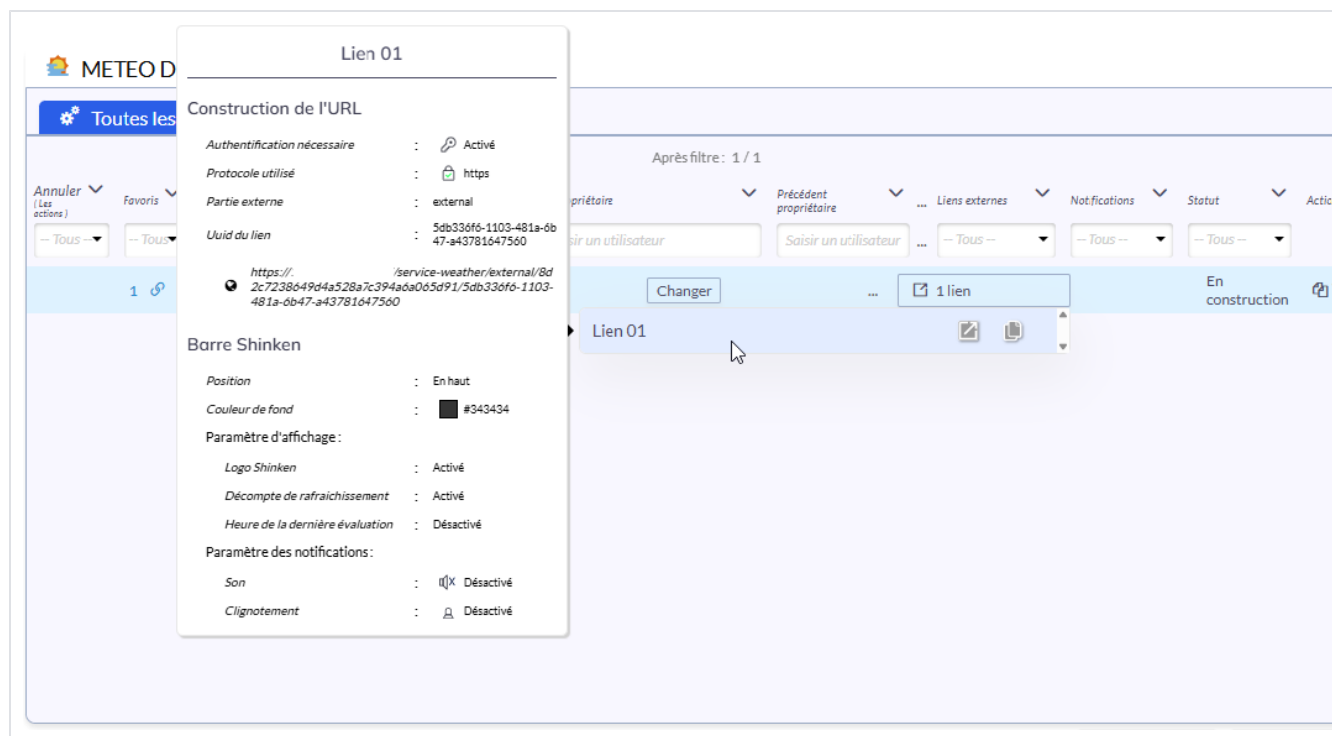 Lien 01
METEO D
Construction de l'URL
Toutes les
Authentification nécessaire : Activé
Protocole utilisé : https
Partie externe : external
Uuid du lien : 5db336f6-1103-481a-6b
47-a43781647560
https://. /service-weather/external/8d
2c7238649d4a528a7c394a6a065d91/5db336f6-1103-
481a-6b47-a43781647560
Barre Shinken
Position : En haut
Couleur de fond : #343434
Paramètre d'affichage :
Logo Shinken : Activé
Décompte de rafraichissement : Activé
Heure de la dernière évaluation : Désactivé
Paramètre des notifications :
Son : Désactivé
Clignotement : Désactivé
Après filtre : 1 / 1
Annuler
( Les
actions )
Favoris
priétaire
Précédent
propriétaire
...
Liens externes
Notifications
Statut
Actic
-- Tous --
-- Tous
sir un utilisateur
Saisir un utilisateur
...
-- Tous --
-- Tous --
-- Tous --
1
Changer
...
1 lien
En
construction
Lien 01